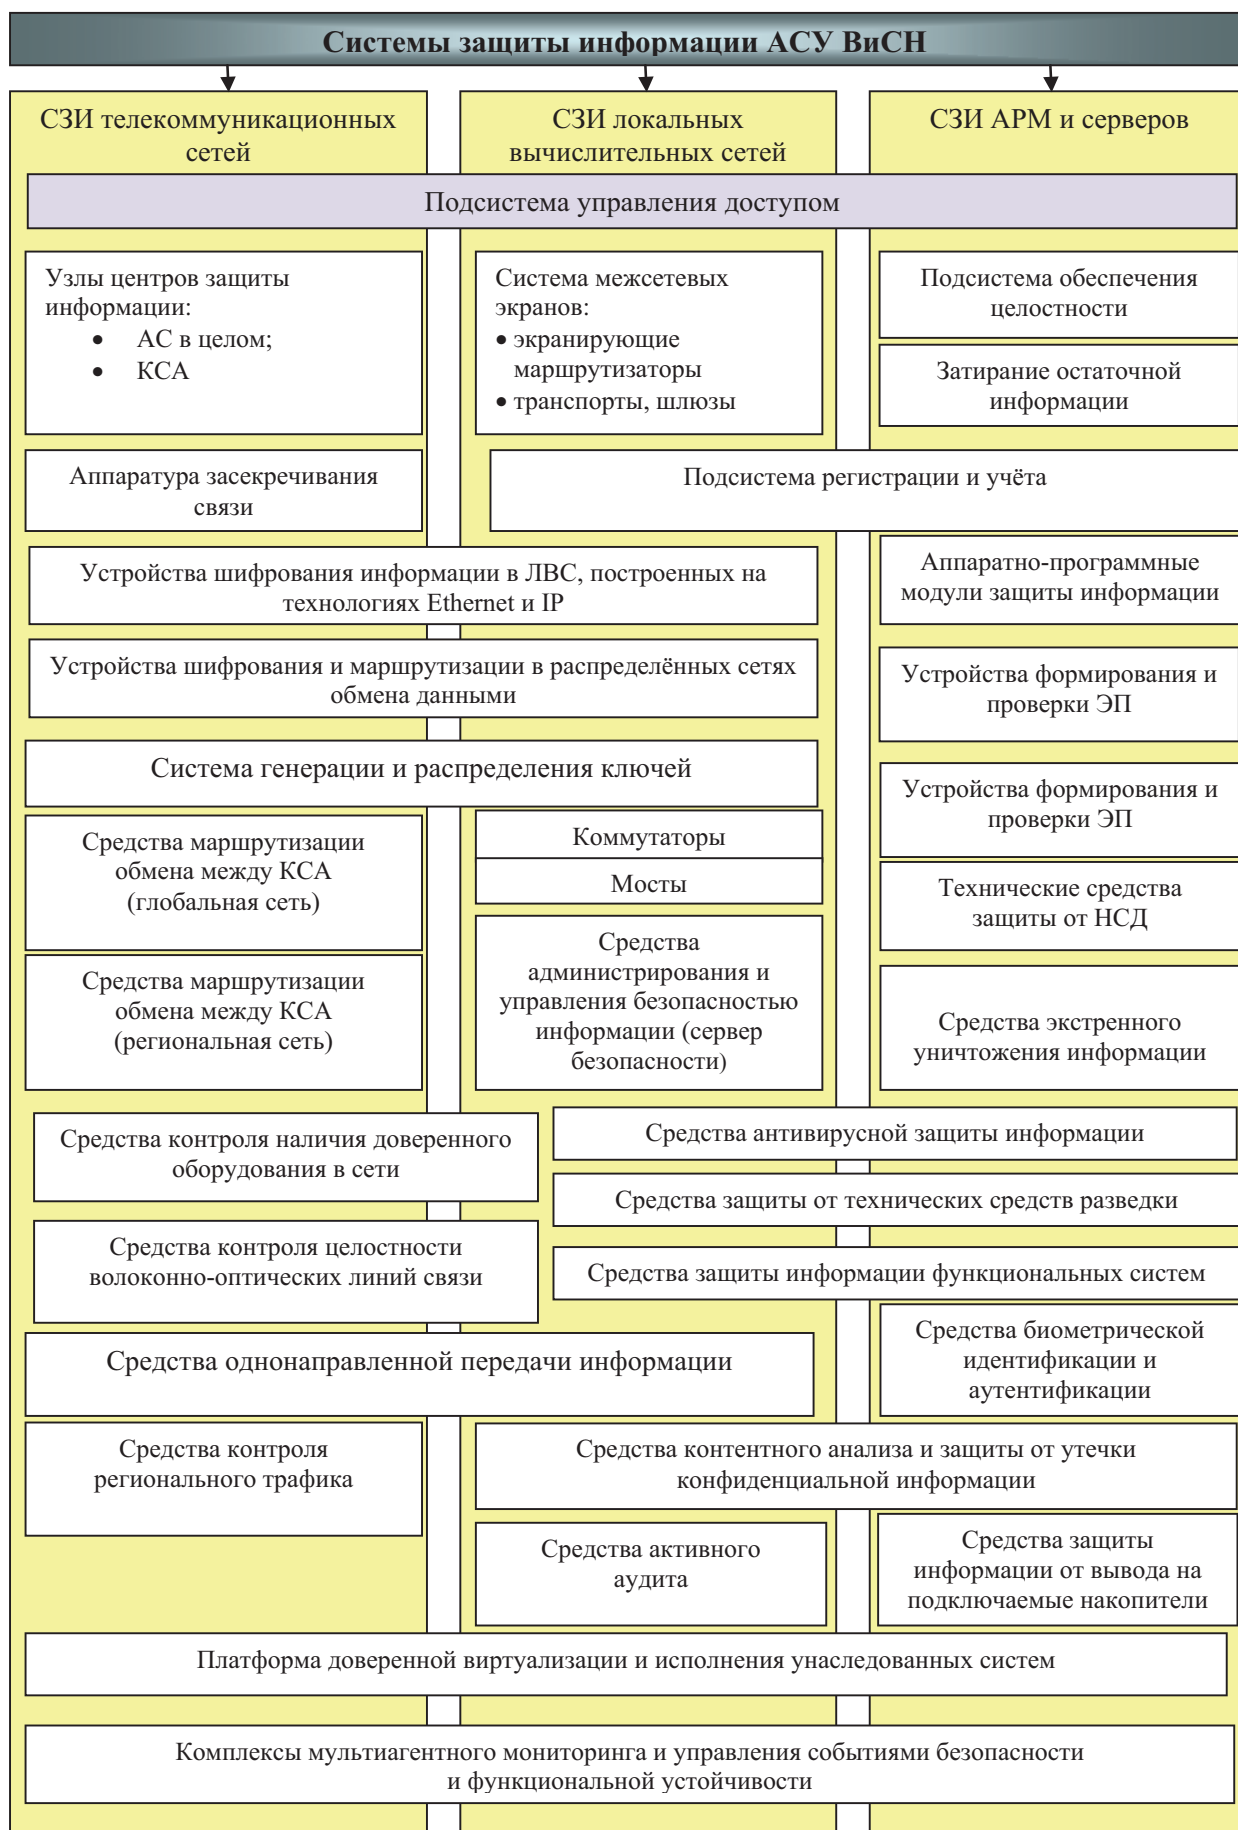 Системы защиты информации АСУ ВиСН
СЗИ телекоммуникационных
сетей
СЗИ локальных
вычислительных сетей
СЗИ АРМ и серверов
Подсистема управления доступом
Узлы центров защиты
информации:
• АС в целом;
• КСА
Система межсетевых
экранов:
• экранирующие
маршрутизаторы
• транспорты, шлюзы
Подсистема обеспечения
целостности
Затирание остаточной
информации
Аппаратура засекречивания
связи
Подсистема регистрации и учёта
Устройства шифрования информации в ЛВС, построенных на
технологиях Ethernet и IP
Аппаратно-программные
модули защиты информации
Устройства шифрования и маршрутизации в распределённых сетях
обмена данными
Устройства формирования и
проверки ЭП
Система генерации и распределения ключей
Устройства формирования и
проверки ЭП
Средства маршрутизации
обмена между КСА
(глобальная сеть)
Коммутаторы
Мосты
Технические средства
защиты от НСД
Средства маршрутизации
обмена между КСА
(региональная сеть)
Средства
администрирования и
управления безопасностью
информации (сервер
безопасности)
Средства экстренного
уничтожения информации
Средства контроля наличия доверенного
оборудования в сети
Средства антивирусной защиты информации
Средства защиты от технических средств разведки
Средства контроля целостности
волоконно-оптических линий связи
Средства защиты информации функциональных систем
Средства однонаправленной передачи информации
Средства биометрической
идентификации и
аутентификации
Средства контроля
регионального трафика
Средства контентного анализа и защиты от утечки
конфиденциальной информации
Средства активного
аудита
Средства защиты
информации от вывода на
подключаемые накопители
Платформа доверенной виртуализации и исполнения унаследованных систем
Комплексы мультиагентного мониторинга и управления событиями безопасности
и функциональной устойчивости